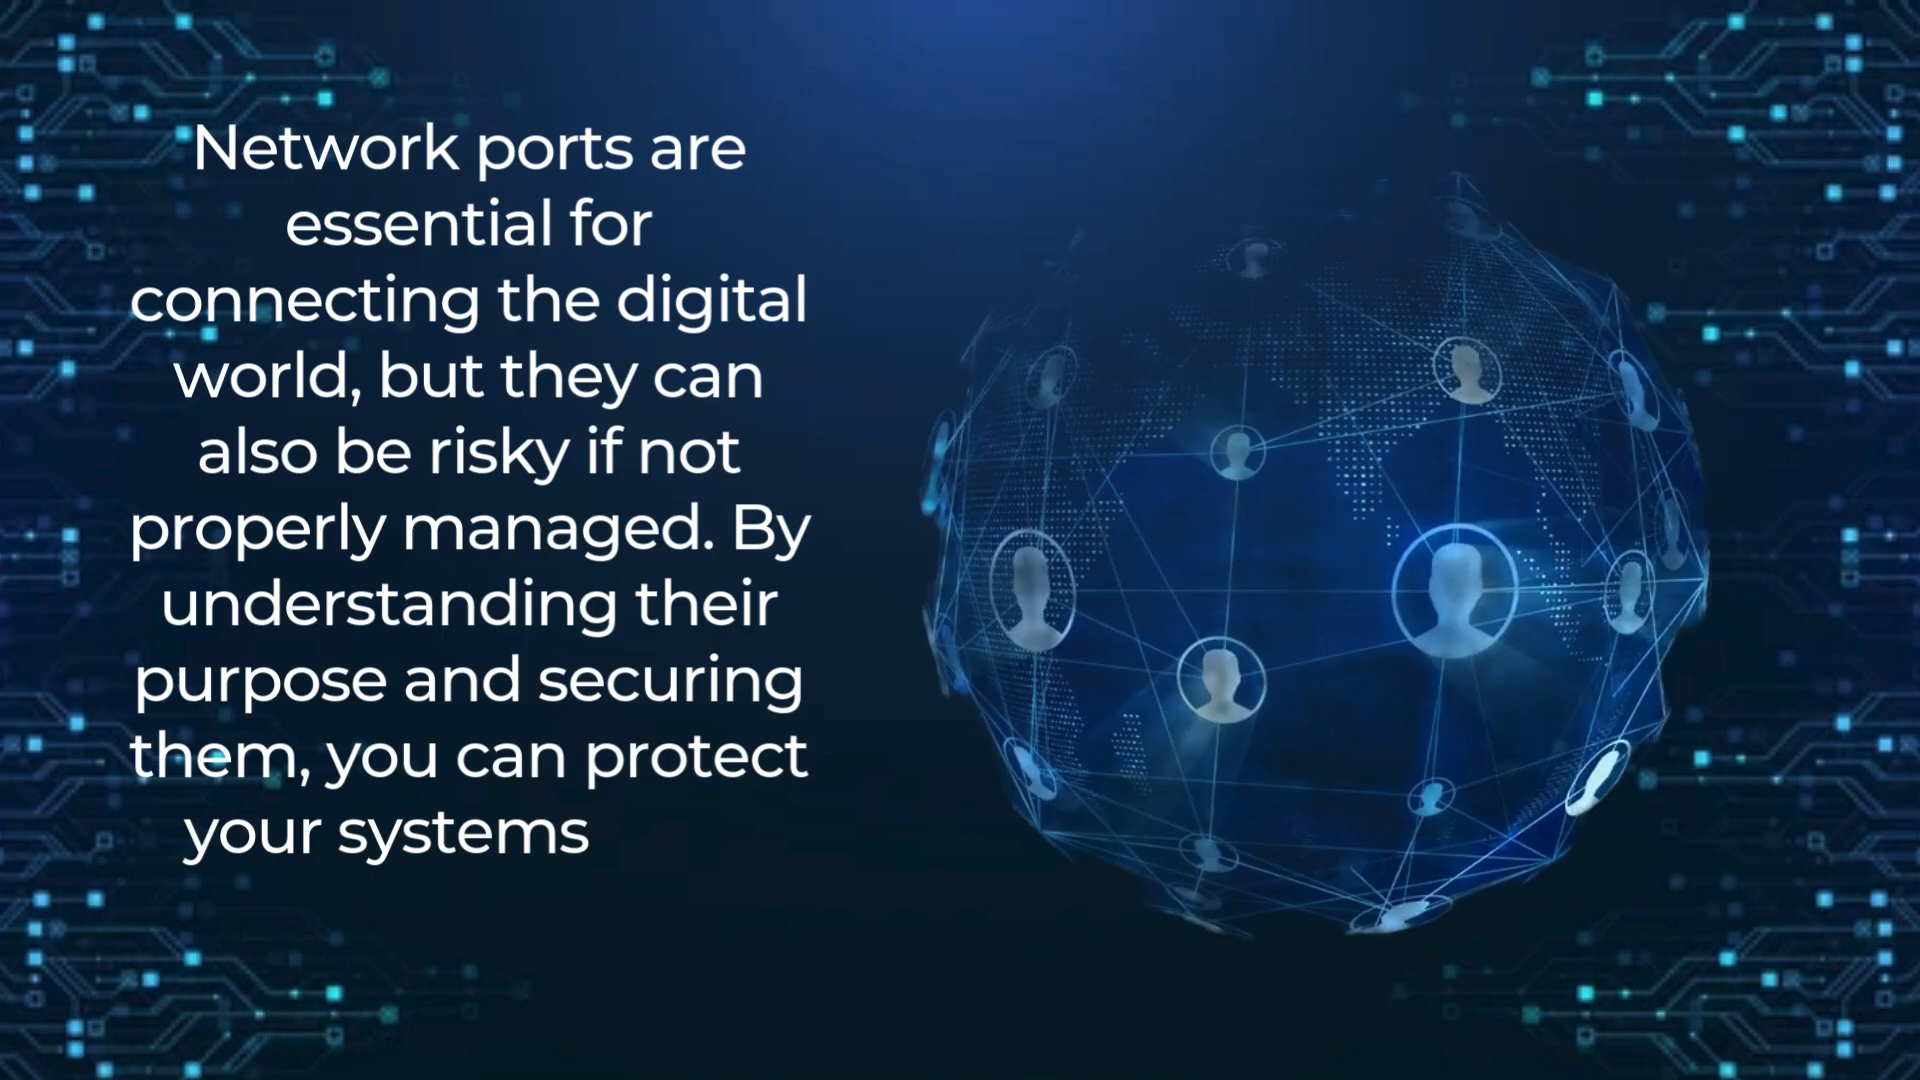 Network ports are
essential for
connecting the digital
world, but they can
also be risky if not
properly managed. By
understanding their
purpose and securing
them, you can protect
your systems